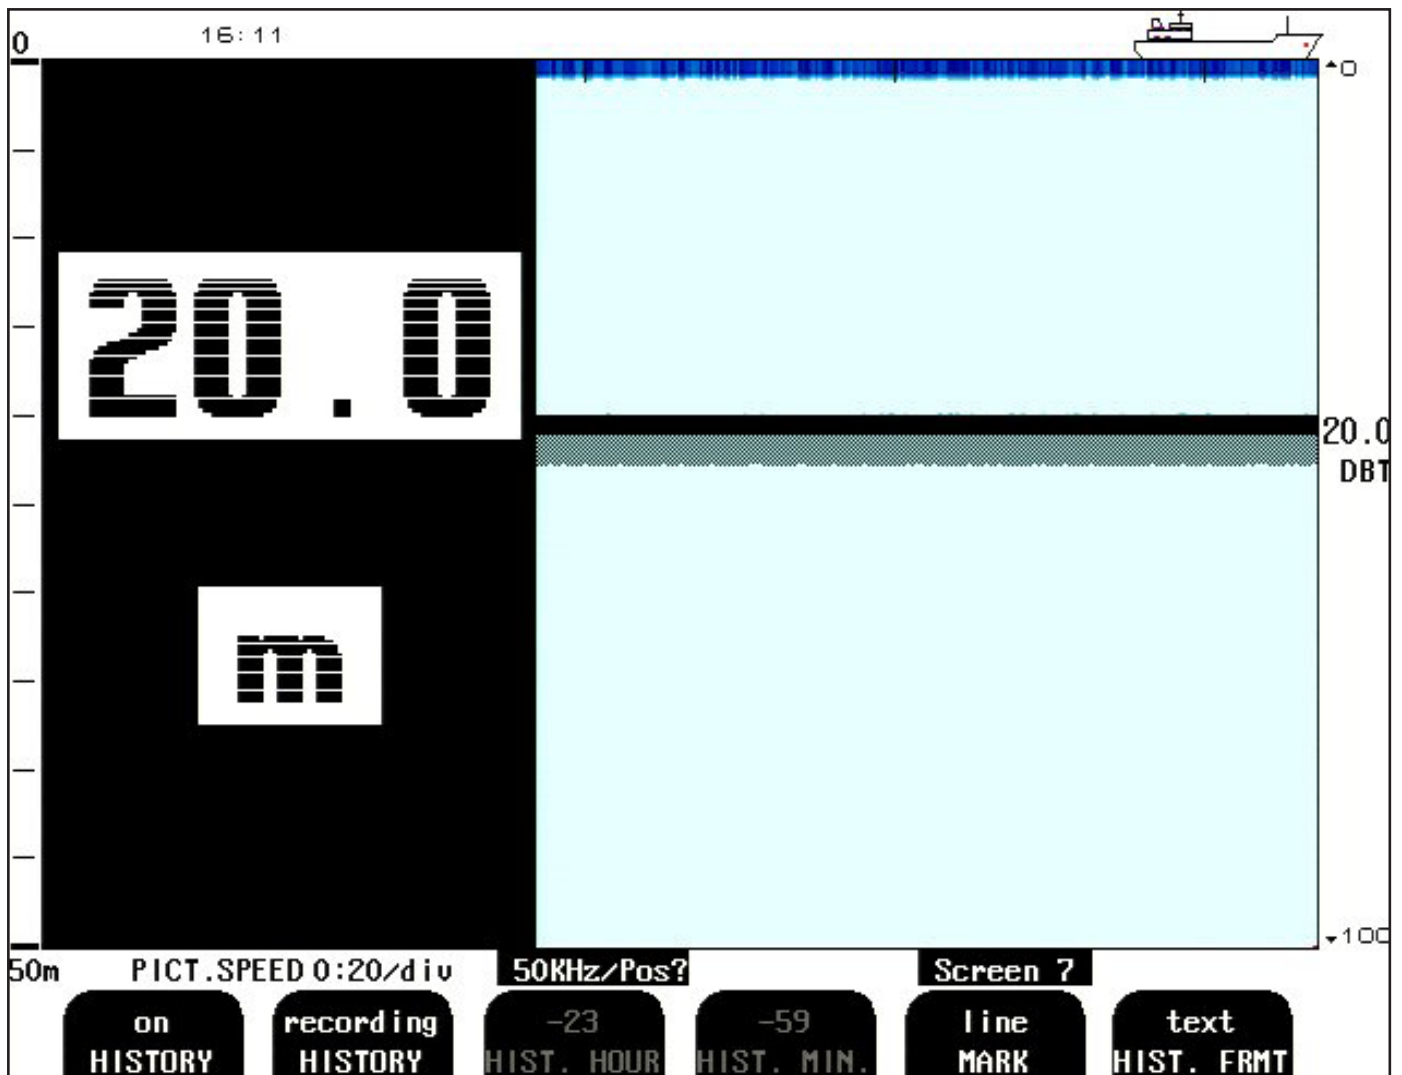 16:11
0
0
20.0
20.0
DBT
m
100
50m PICT.SPEED 0:20/div 50KHz/Pos? Screen 7
on recording -23 -59 line text
HISTORY HISTORY HIST. HOUR HIST. MIN. MARK HIST. FRMT